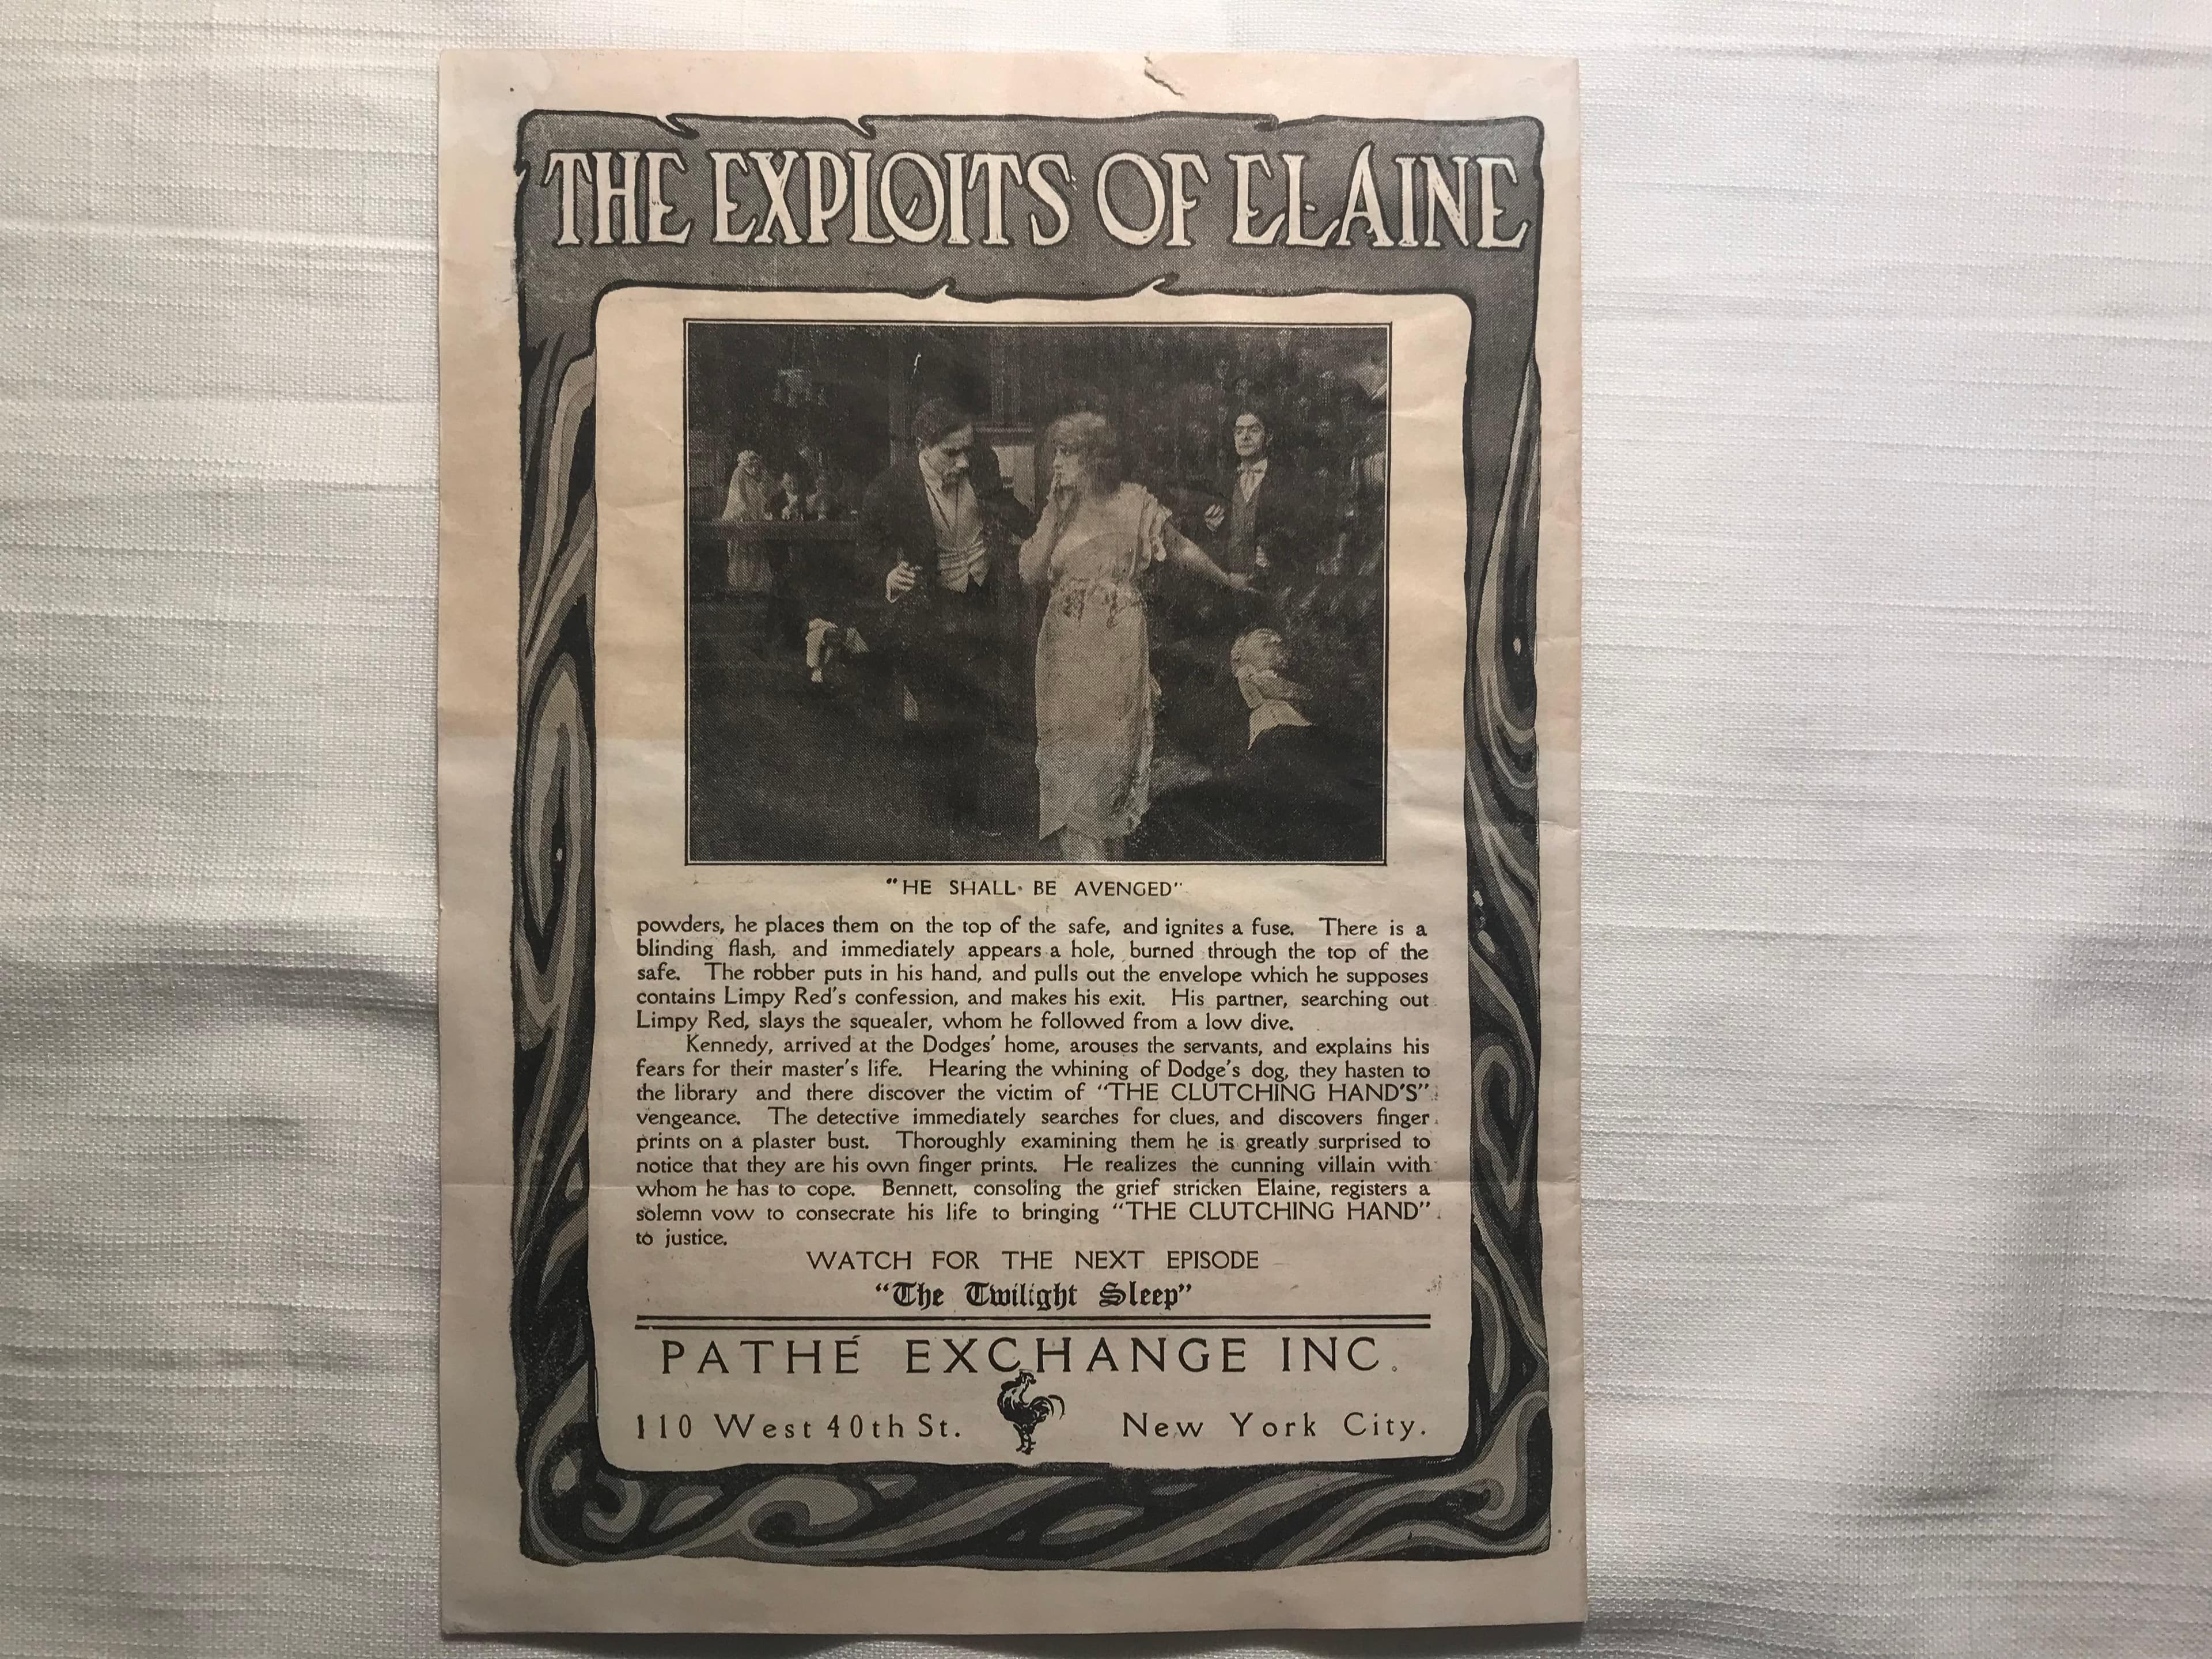 THE EXPLOITS OF ELAINE
"HE SHALL BE AVENGED"
powders, he places them on the top of the safe, and ignites a fuse. There is a
blinding flash, and immediately appears a hole, burned through the top of the
safe. The robber puts in his hand, and pulls out the envelope which he supposes
contains Limpy Red's confession, and makes his exit. His partner, searching out
Limpy Red, slays the squealer, whom he followed from a low dive.
Kennedy, arrived at the Dodges' home, arouses the servants, and explains his
fears for their master's life. Hearing the whining of Dodge's dog, they hasten to
the library and there discover the victim of "THE CLUTCHING HAND'S"
vengeance. The detective immediately searches for clues, and discovers finger
prints on a plaster bust. Thoroughly examining them he is greatly surprised to
notice that they are his own finger prints. He realizes the cunning villain with
whom he has to cope. Bennett, consoling the grief stricken Elaine, registers a
solemn vow to consecrate his life to bringing "THE CLUTCHING HAND"
to justice.
WATCH FOR THE NEXT EPISODE
"The Twilight Sleep"
PATHÉ EXCHANGE INC.
110 West 40th St. New York City.